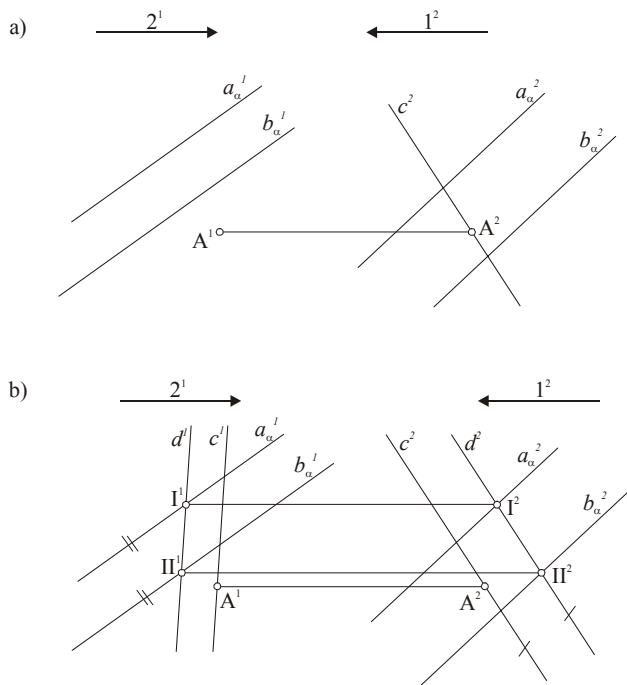 a)
2¹ 1²
a_α¹ c² a_α²
b_α¹ b_α²
A¹ A²
b)
2¹ 1²
d¹ c¹ a_α¹ c² d² a_α²
b_α¹ b_α²
I¹ I²
II¹ II²
A¹ A²